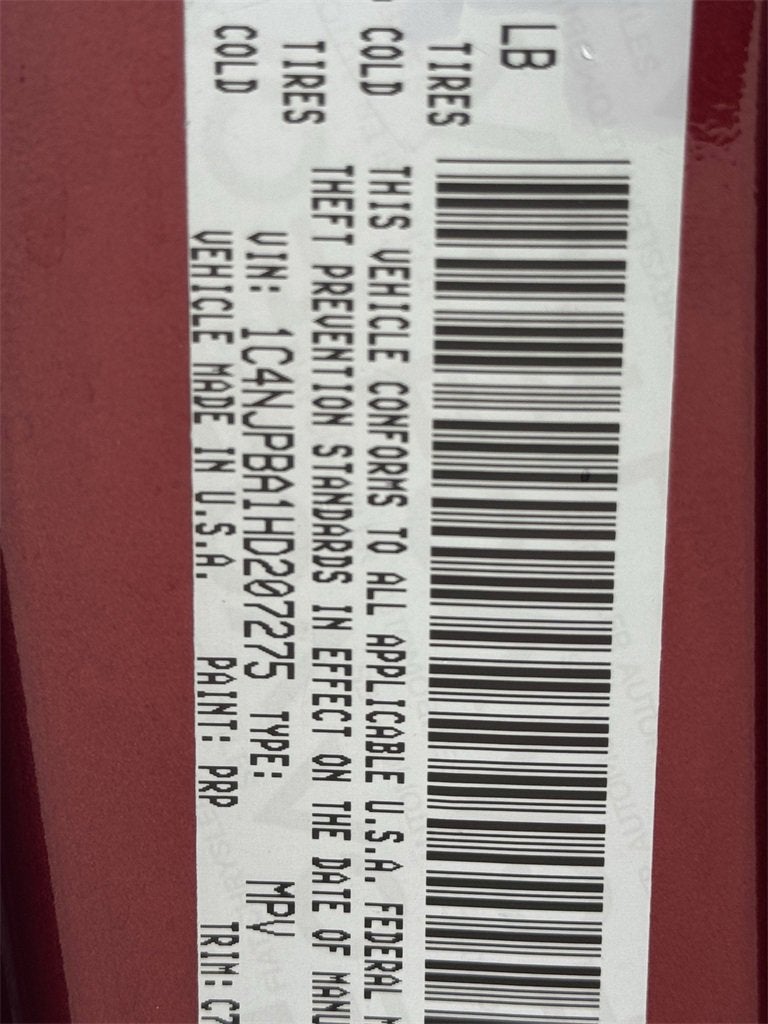 LB
TIRES
COLD
TIRES
COLD
THIS VEHICLE CONFORMS TO ALL APPLICABLE U.S.A. FEDERAL M
THEFT PREVENTION STANDARDS IN EFFECT ON THE DATE OF MANU
VIN: 1C4NJPBA1HD207275 TYPE: MPV
VEHICLE MADE IN U.S.A. PAINT: PRP TRIM: C7